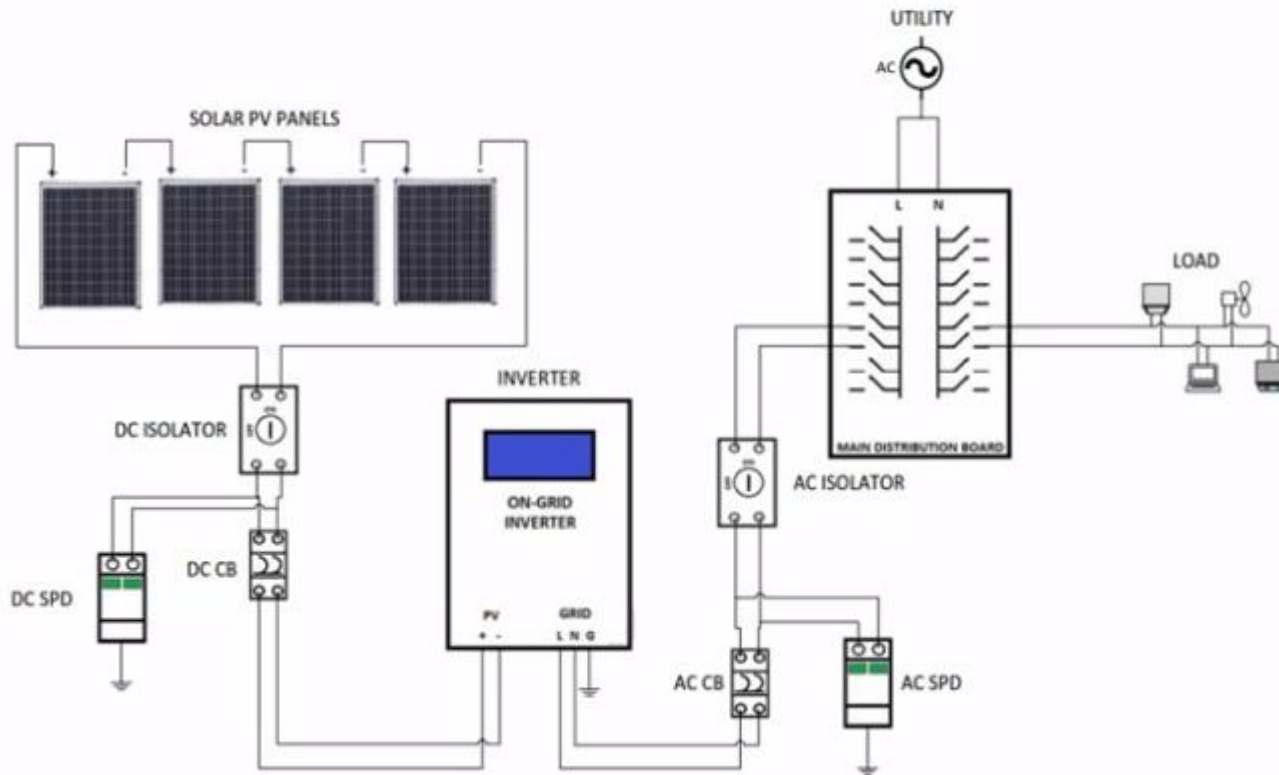 UTILITY
AC
SOLAR PV PANELS
+ - + - + - + -
L N
LOAD
MAIN DISTRIBUTION BOARD
INVERTER
DC ISOLATOR
AC ISOLATOR
ON-GRID
INVERTER
DC CB
DC SPD
PV
GRID
+ -
L N G
AC CB
AC SPD